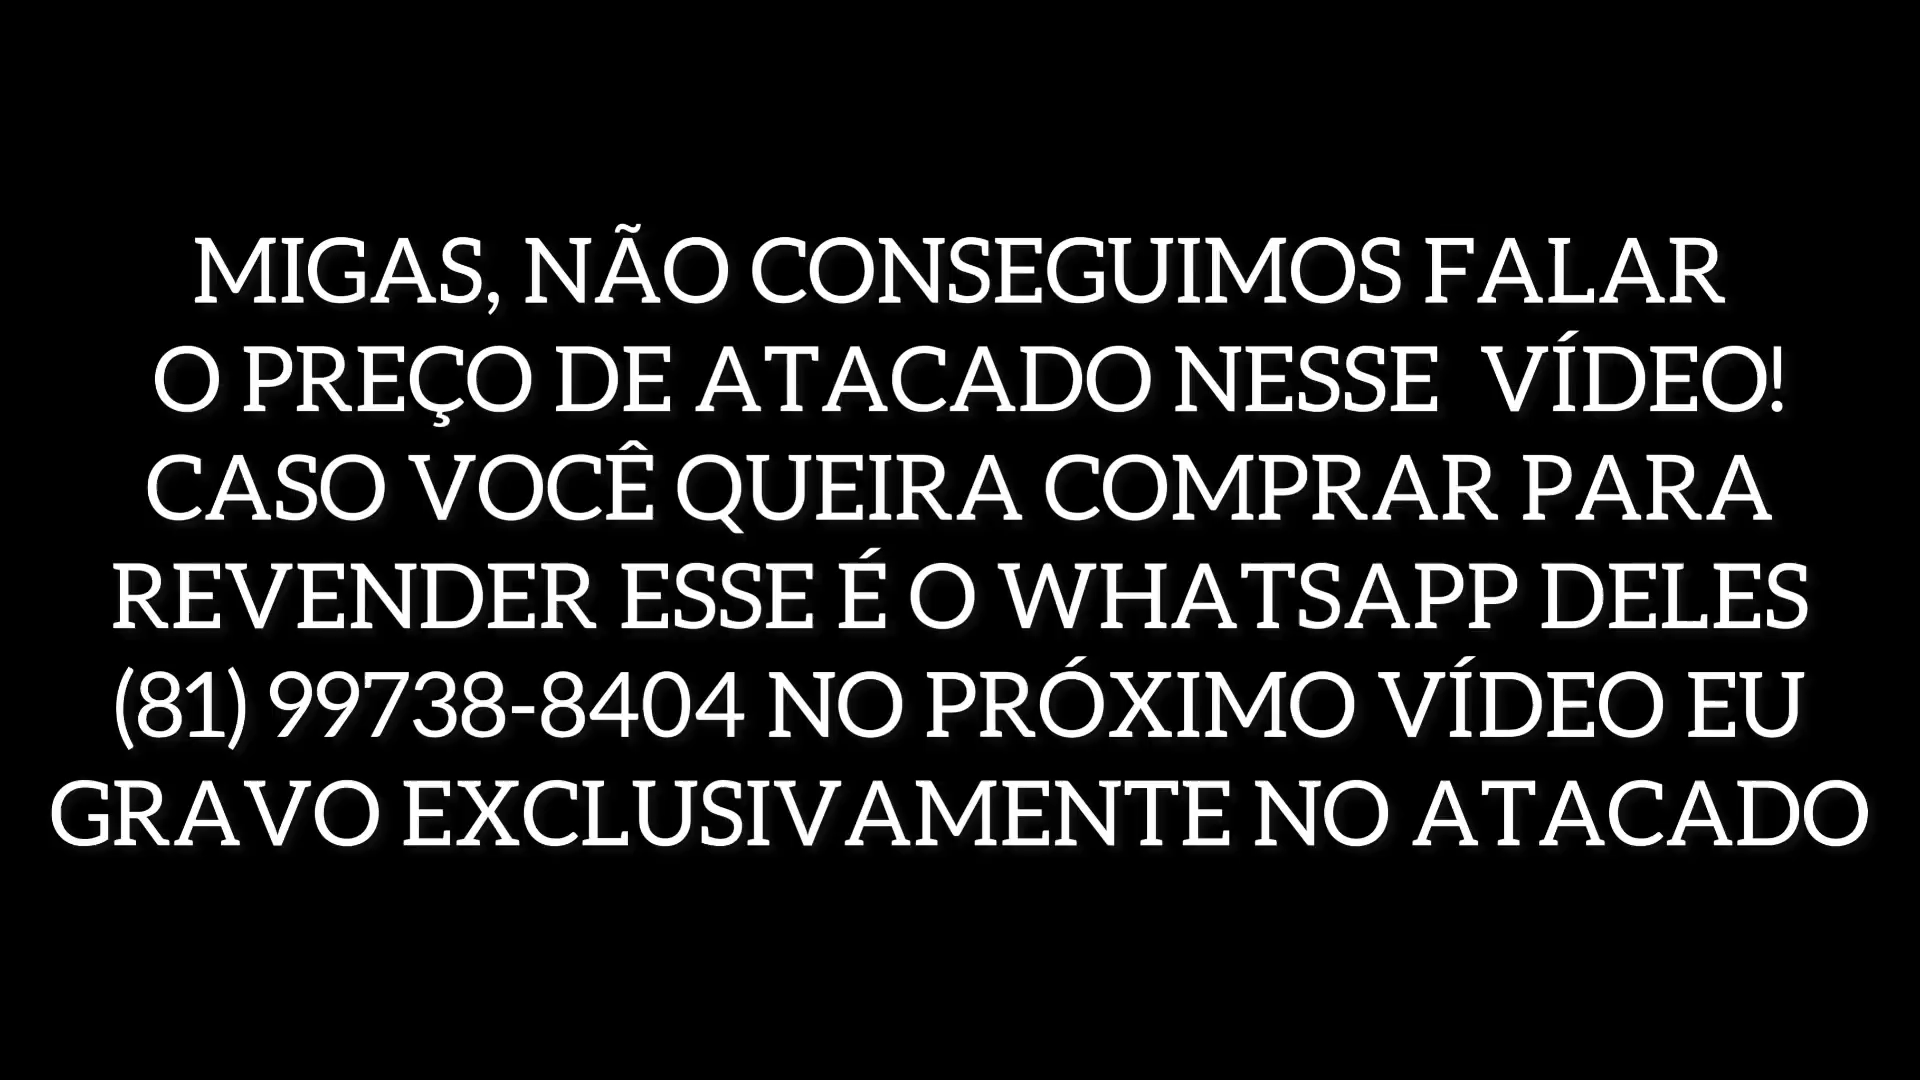 MIGAS, NÃO CONSEGUIMOS FALAR
O PREÇO DE ATACADO NESSE  VÍDEO!
CASO VOCÊ QUEIRA COMPRAR PARA
REVENDER ESSE É O WHATSAPP DELES
(81) 99738-8404 NO PRÓXIMO VÍDEO EU
GRAVO EXCLUSIVAMENTE NO ATACADO